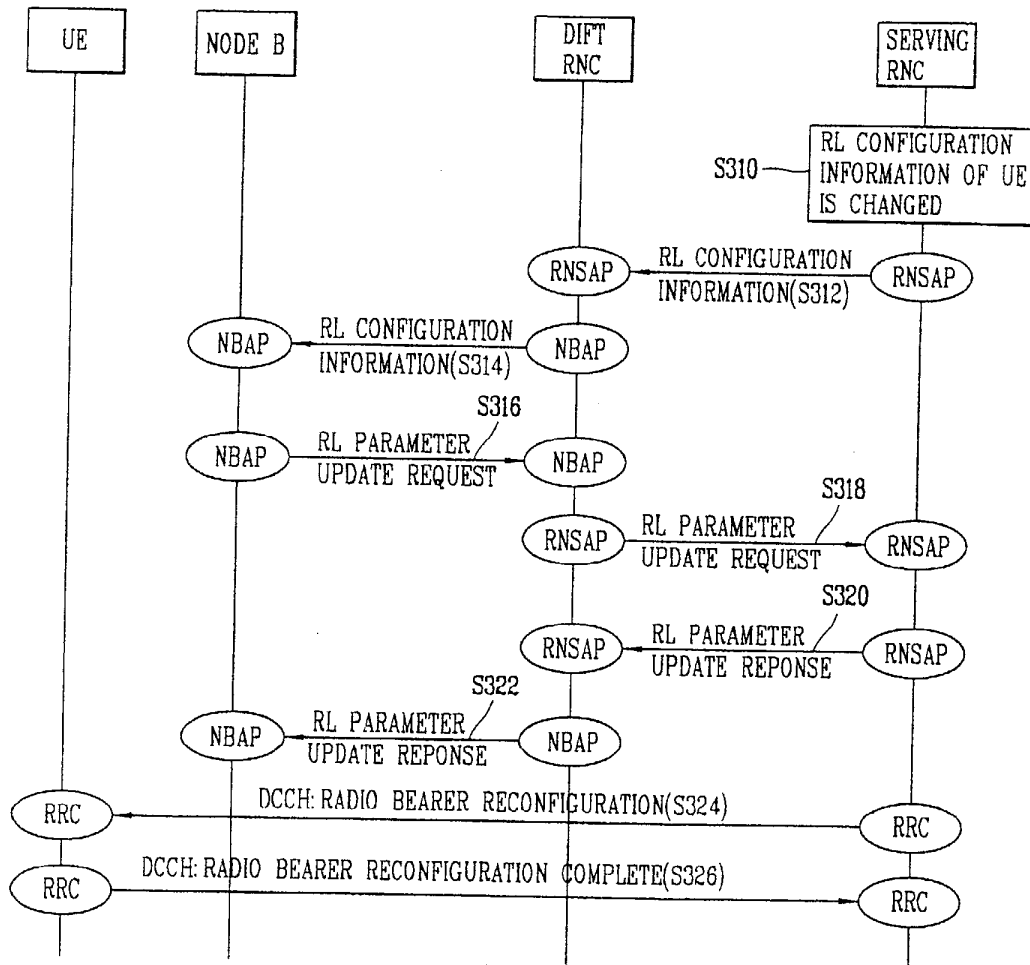 UE
NODE B
DIFT
RNC
SERVING
RNC
S310
RL CONFIGURATION
INFORMATION OF UE
IS CHANGED
RNSAP
RL CONFIGURATION
INFORMATION(S312)
RNSAP
NBAP
RL CONFIGURATION
INFORMATION(S314)
NBAP
S316
NBAP
RL PARAMETER
UPDATE REQUEST
NBAP
S318
RNSAP
RL PARAMETER
UPDATE REQUEST
RNSAP
S320
RNSAP
RL PARAMETER
UPDATE REPONSE
RNSAP
S322
NBAP
RL PARAMETER
UPDATE REPONSE
NBAP
RRC
DCCH: RADIO BEARER RECONFIGURATION(S324)
RRC
RRC
DCCH: RADIO BEARER RECONFIGURATION COMPLETE(S326)
RRC